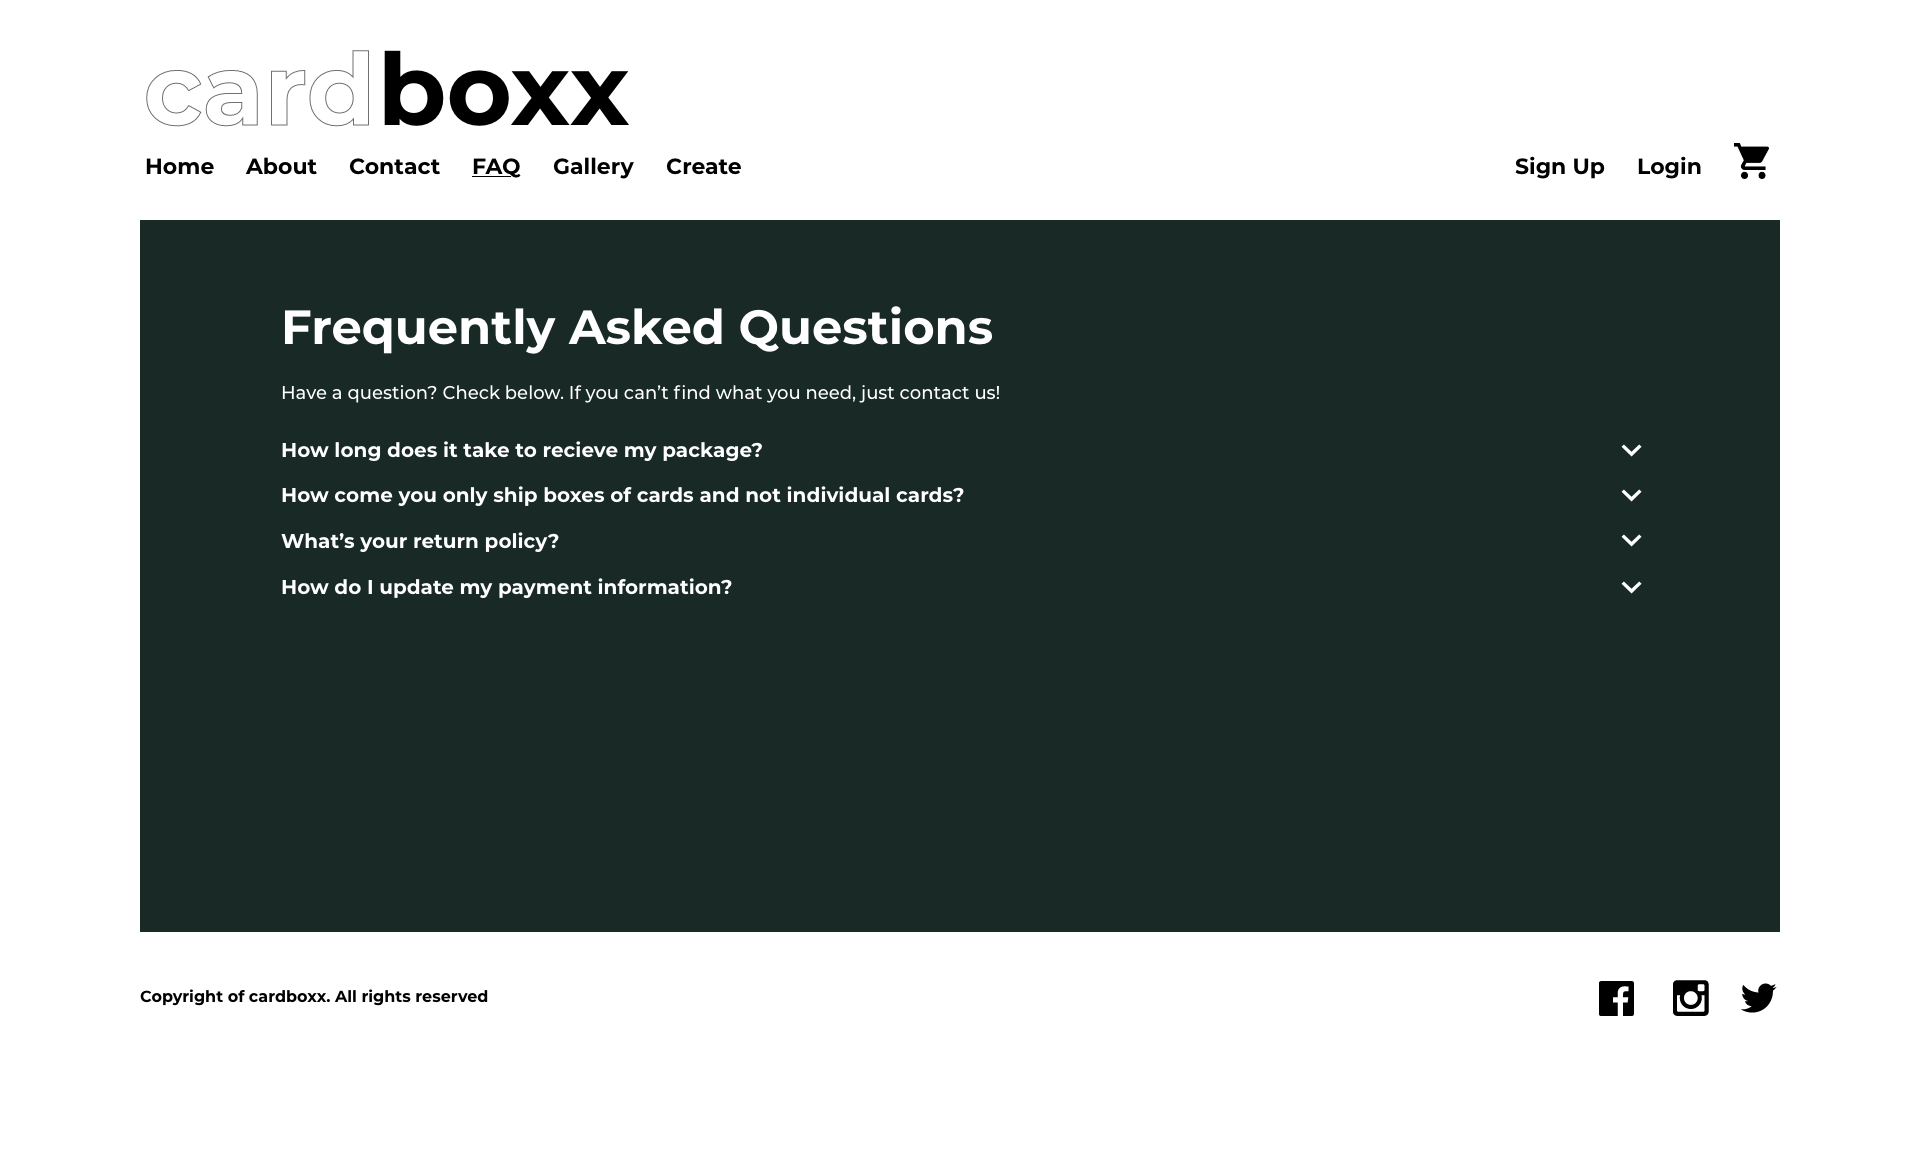 cardboxx
Home About Contact FAQ Gallery Create Sign Up Login
Frequently Asked Questions
Have a question? Check below. If you can’t find what you need, just contact us!
How long does it take to recieve my package?
How come you only ship boxes of cards and not individual cards?
What’s your return policy?
How do I update my payment information?
Copyright of cardboxx. All rights reserved